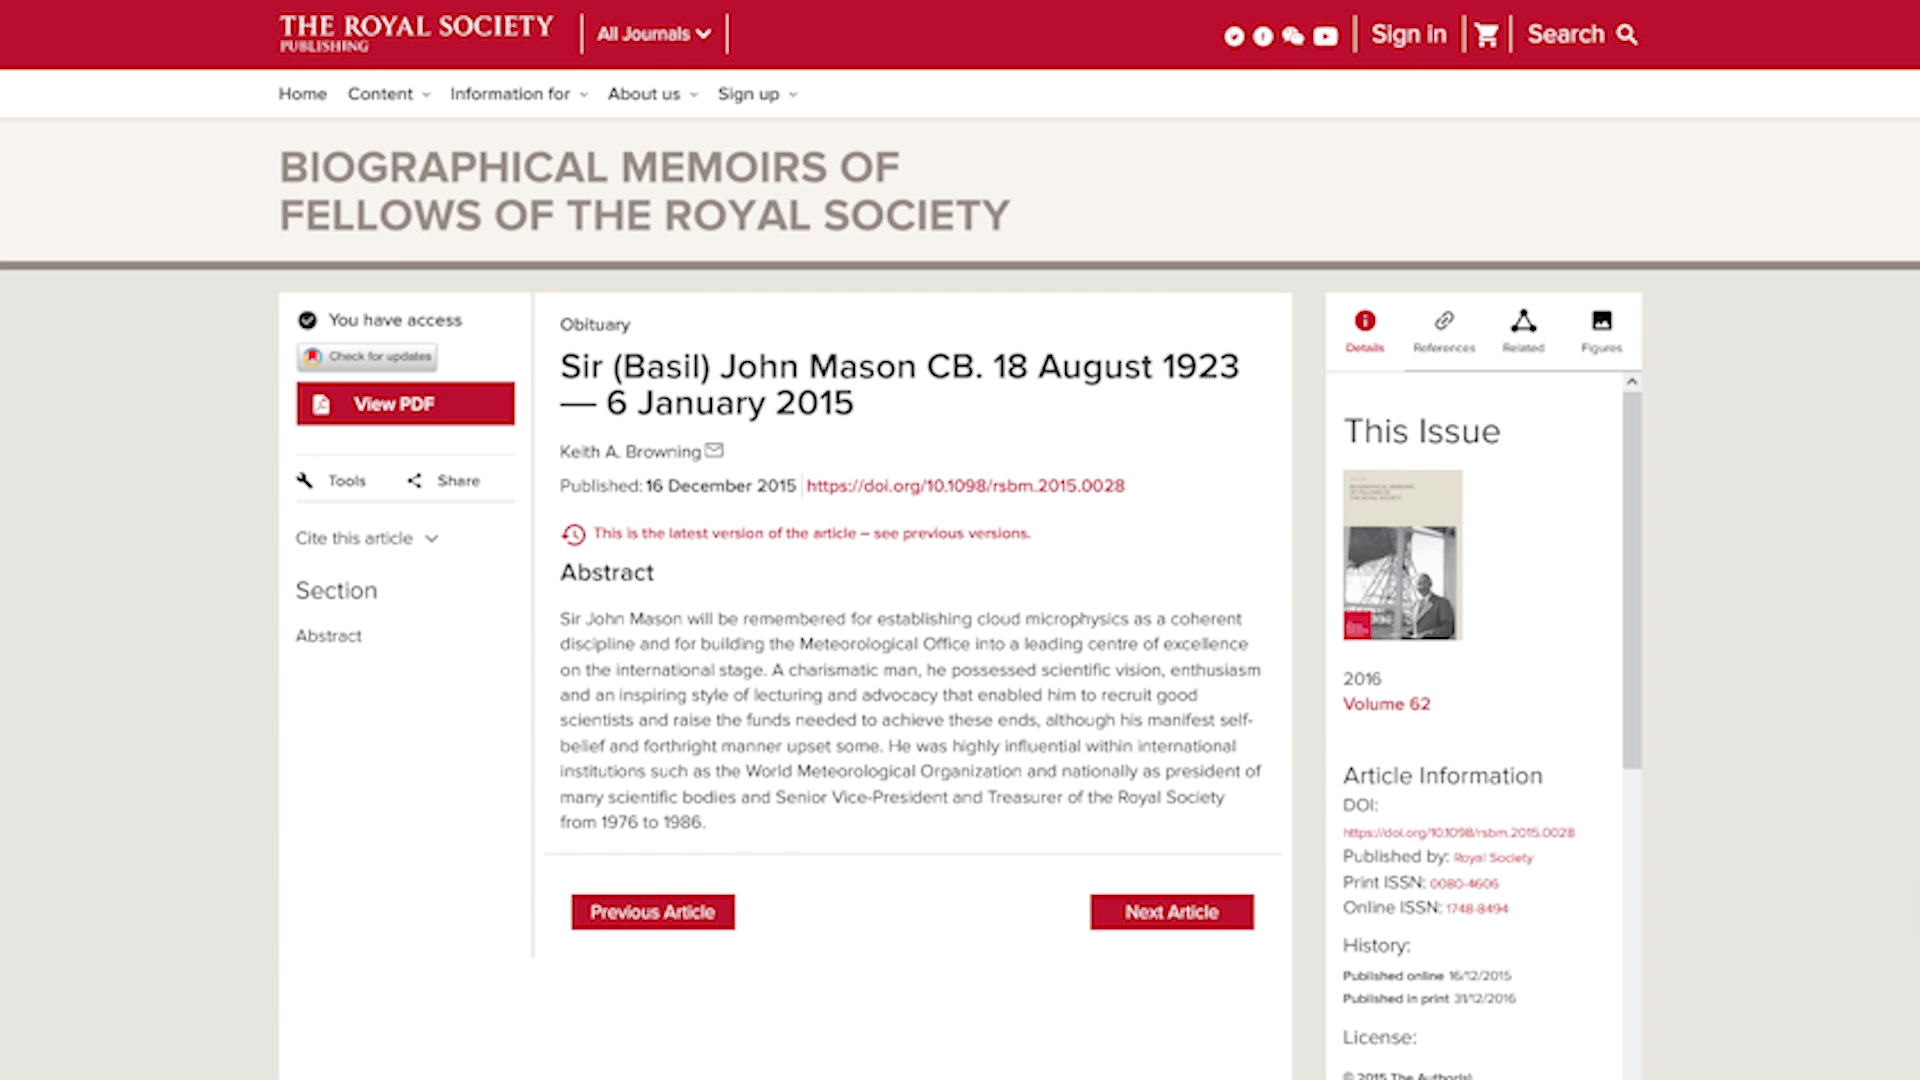 THE ROYAL SOCIETY
PUBLISHING
All Journals
Sign in
Search
Home
Content
Information for
About us
Sign up
BIOGRAPHICAL MEMOIRS OF
FELLOWS OF THE ROYAL SOCIETY
You have access
Check for updates
View PDF
Tools
Share
Cite this article
Section
Abstract
Obituary
Sir (Basil) John Mason CB. 18 August 1923
— 6 January 2015
Keith A. Browning
Published: 16 December 2015 https://doi.org/10.1098/rsbm.2015.0028
This is the latest version of the article – see previous versions.
Abstract
Sir John Mason will be remembered for establishing cloud microphysics as a coherent
discipline and for building the Meteorological Office into a leading centre of excellence
on the international stage. A charismatic man, he possessed scientific vision, enthusiasm
and an inspiring style of lecturing and advocacy that enabled him to recruit good
scientists and raise the funds needed to achieve these ends, although his manifest self-
belief and forthright manner upset some. He was highly influential within international
institutions such as the World Meteorological Organization and nationally as president of
many scientific bodies and Senior Vice-President and Treasurer of the Royal Society
from 1976 to 1986.
Previous Article
Next Article
Details
References
Related
Figures
This Issue
BIOGRAPHICAL MEMOIRS
OF FELLOWS OF
THE ROYAL SOCIETY
2016
Volume 62
Article Information
DOI:
https://doi.org/10.1098/rsbm.2015.0028
Published by: Royal Society
Print ISSN: 0080-4606
Online ISSN: 1748-8494
History:
Published online 16/12/2015
Published in print 31/12/2016
License:
© 2015 The Author(s)